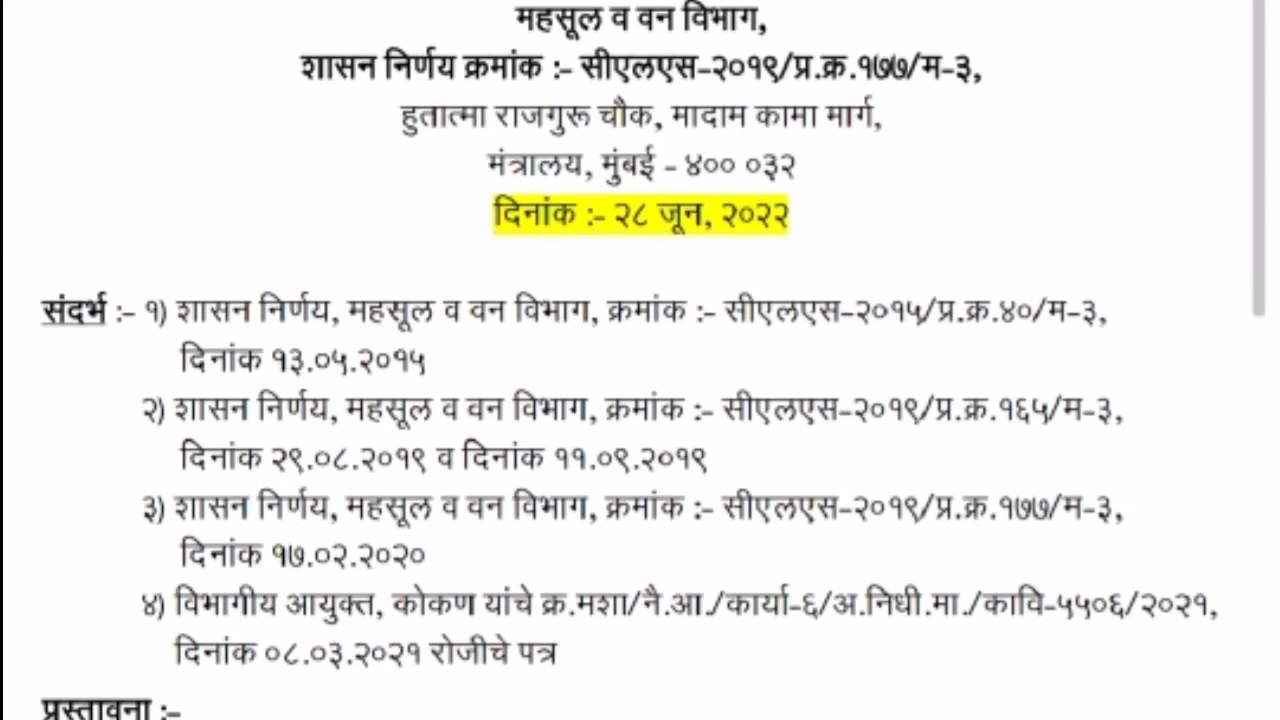 महसूल व वन विभाग,
शासन निर्णय क्रमांक :- सीएलएस-२०१९/प्र.क्र.१७७/म-३,
हुतात्मा राजगुरू चौक, मादाम कामा मार्ग,
मंत्रालय, मुंबई - ४०० ०३२
दिनांक :- २८ जून, २०२२
संदर्भ :- १) शासन निर्णय, महसूल व वन विभाग, क्रमांक :- सीएलएस-२०१५/प्र.क्र.४०/म-३,
दिनांक १३.०५.२०१५
२) शासन निर्णय, महसूल व वन विभाग, क्रमांक :- सीएलएस-२०१९/प्र.क्र.१६५/म-३,
दिनांक २९.०८.२०१९ व दिनांक ११.०९.२०१९
३) शासन निर्णय, महसूल व वन विभाग, क्रमांक :- सीएलएस-२०१९/प्र.क्र.१७७/म-३,
दिनांक १७.०२.२०२०
४) विभागीय आयुक्त, कोकण यांचे क्र.मशा/नै.आ./कार्या-६/अ.निधी.मा./कावि-५५०६/२०२१,
दिनांक ०८.०३.२०२१ रोजीचे पत्र
प्रस्तावना :-